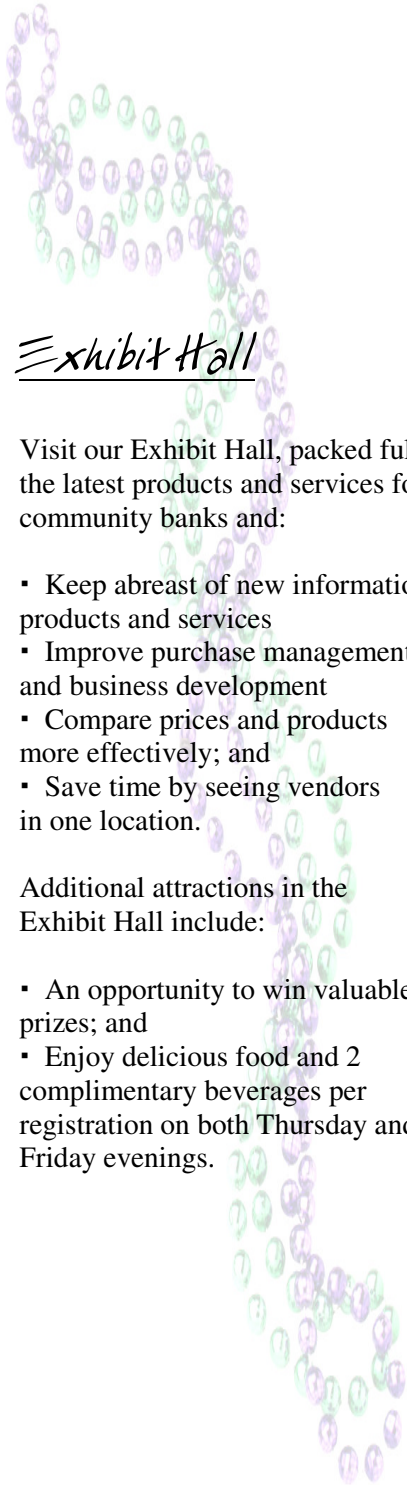 Exhibit Hall
Visit our Exhibit Hall, packed ful
the latest products and services fo
community banks and:
▪ Keep abreast of new informatio
products and services
▪ Improve purchase management
and business development
▪ Compare prices and products
more effectively; and
▪ Save time by seeing vendors
in one location.
Additional attractions in the
Exhibit Hall include:
▪ An opportunity to win valuable
prizes; and
▪ Enjoy delicious food and 2
complimentary beverages per
registration on both Thursday and
Friday evenings.